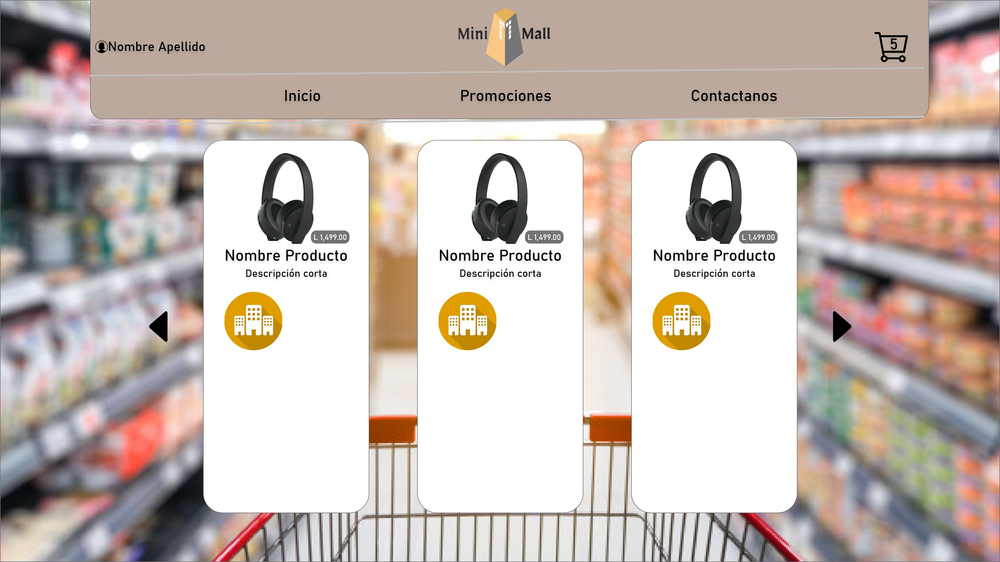 Mini Mall
Nombre Apellido
5
Inicio Promociones Contactanos
L 1,499.00
Nombre Producto
Descripción corta
L 1,499.00
Nombre Producto
Descripción corta
L 1,499.00
Nombre Producto
Descripción corta